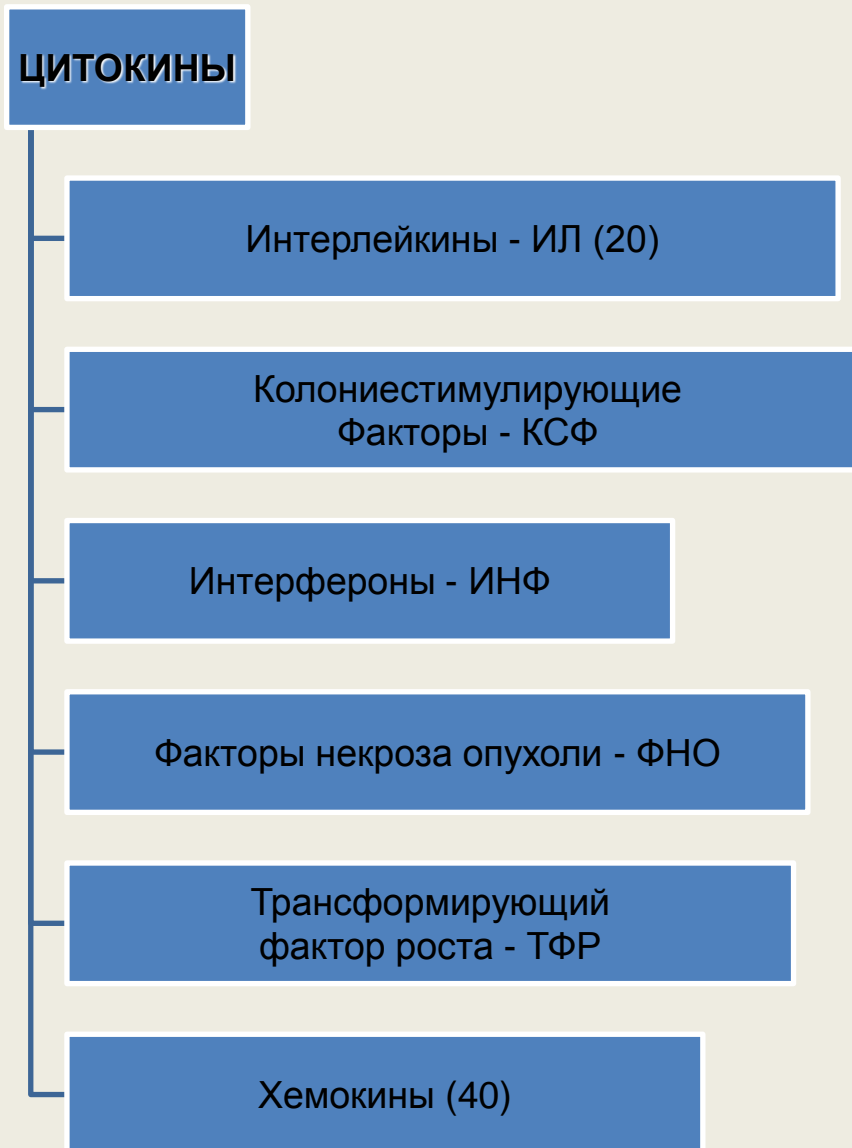 ЦИТОКИНЫ
Интерлейкины - ИЛ (20)
Колониестимулирующие
Факторы - КСФ
Интерфероны - ИНФ
Факторы некроза опухоли - ФНО
Трансформирующий
фактор роста - ТФР
Хемокины (40)